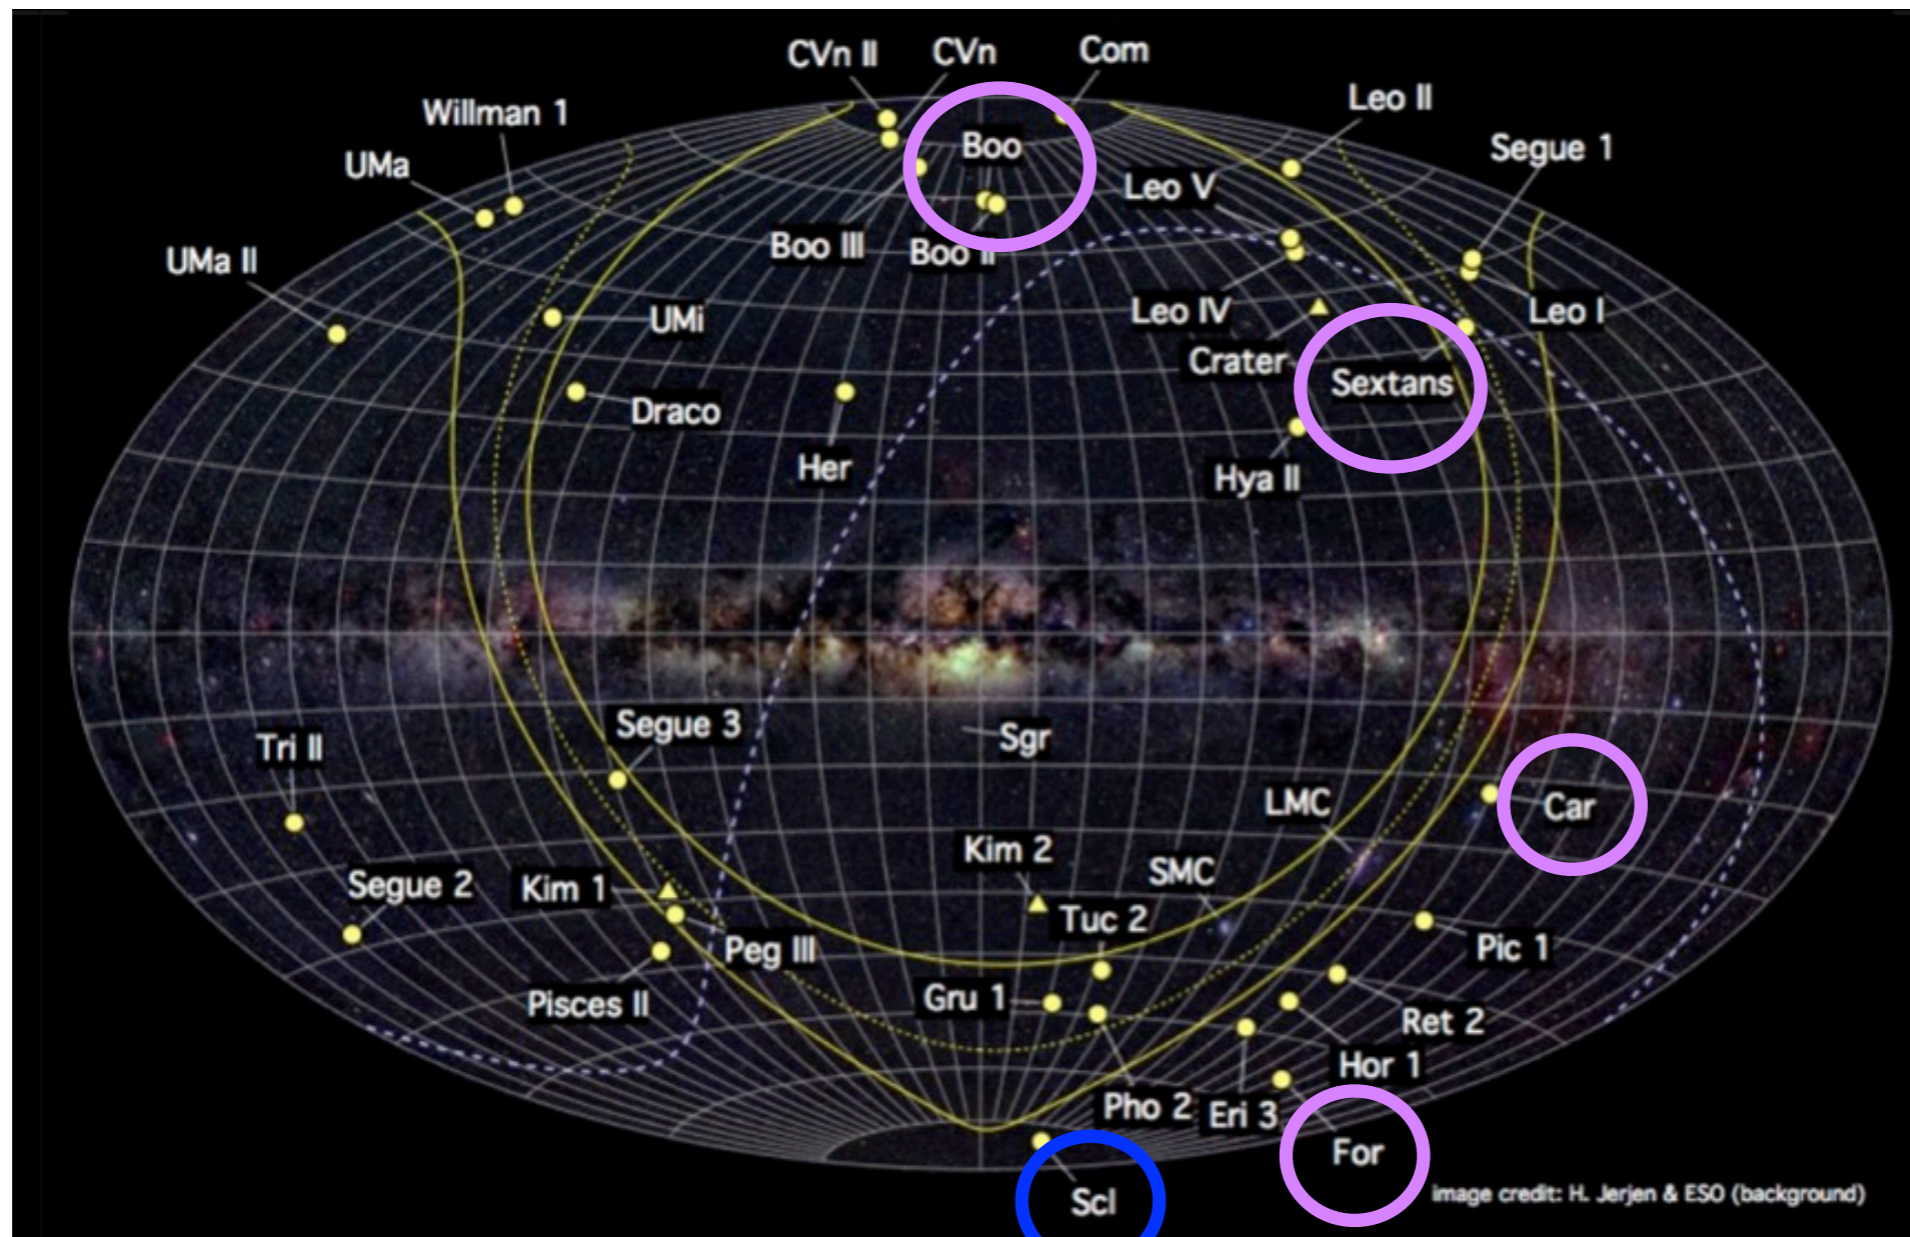 CVn II
CVn
Com
Willman 1
Leo II
UMa
Boo
Segue 1
Leo V
UMa II
Boo III
Boo II
UMi
Leo IV
Leo I
Crater
Sextans
Draco
Her
Hya II
Segue 3
Sgr
Tri II
LMC
Car
Kim 2
SMC
Segue 2
Kim 1
Tuc 2
Peg III
Pic 1
Pisces II
Gru 1
Ret 2
Hor 1
Pho 2
Eri 3
For
Scl
image credit: H. Jerjen & ESO (background)